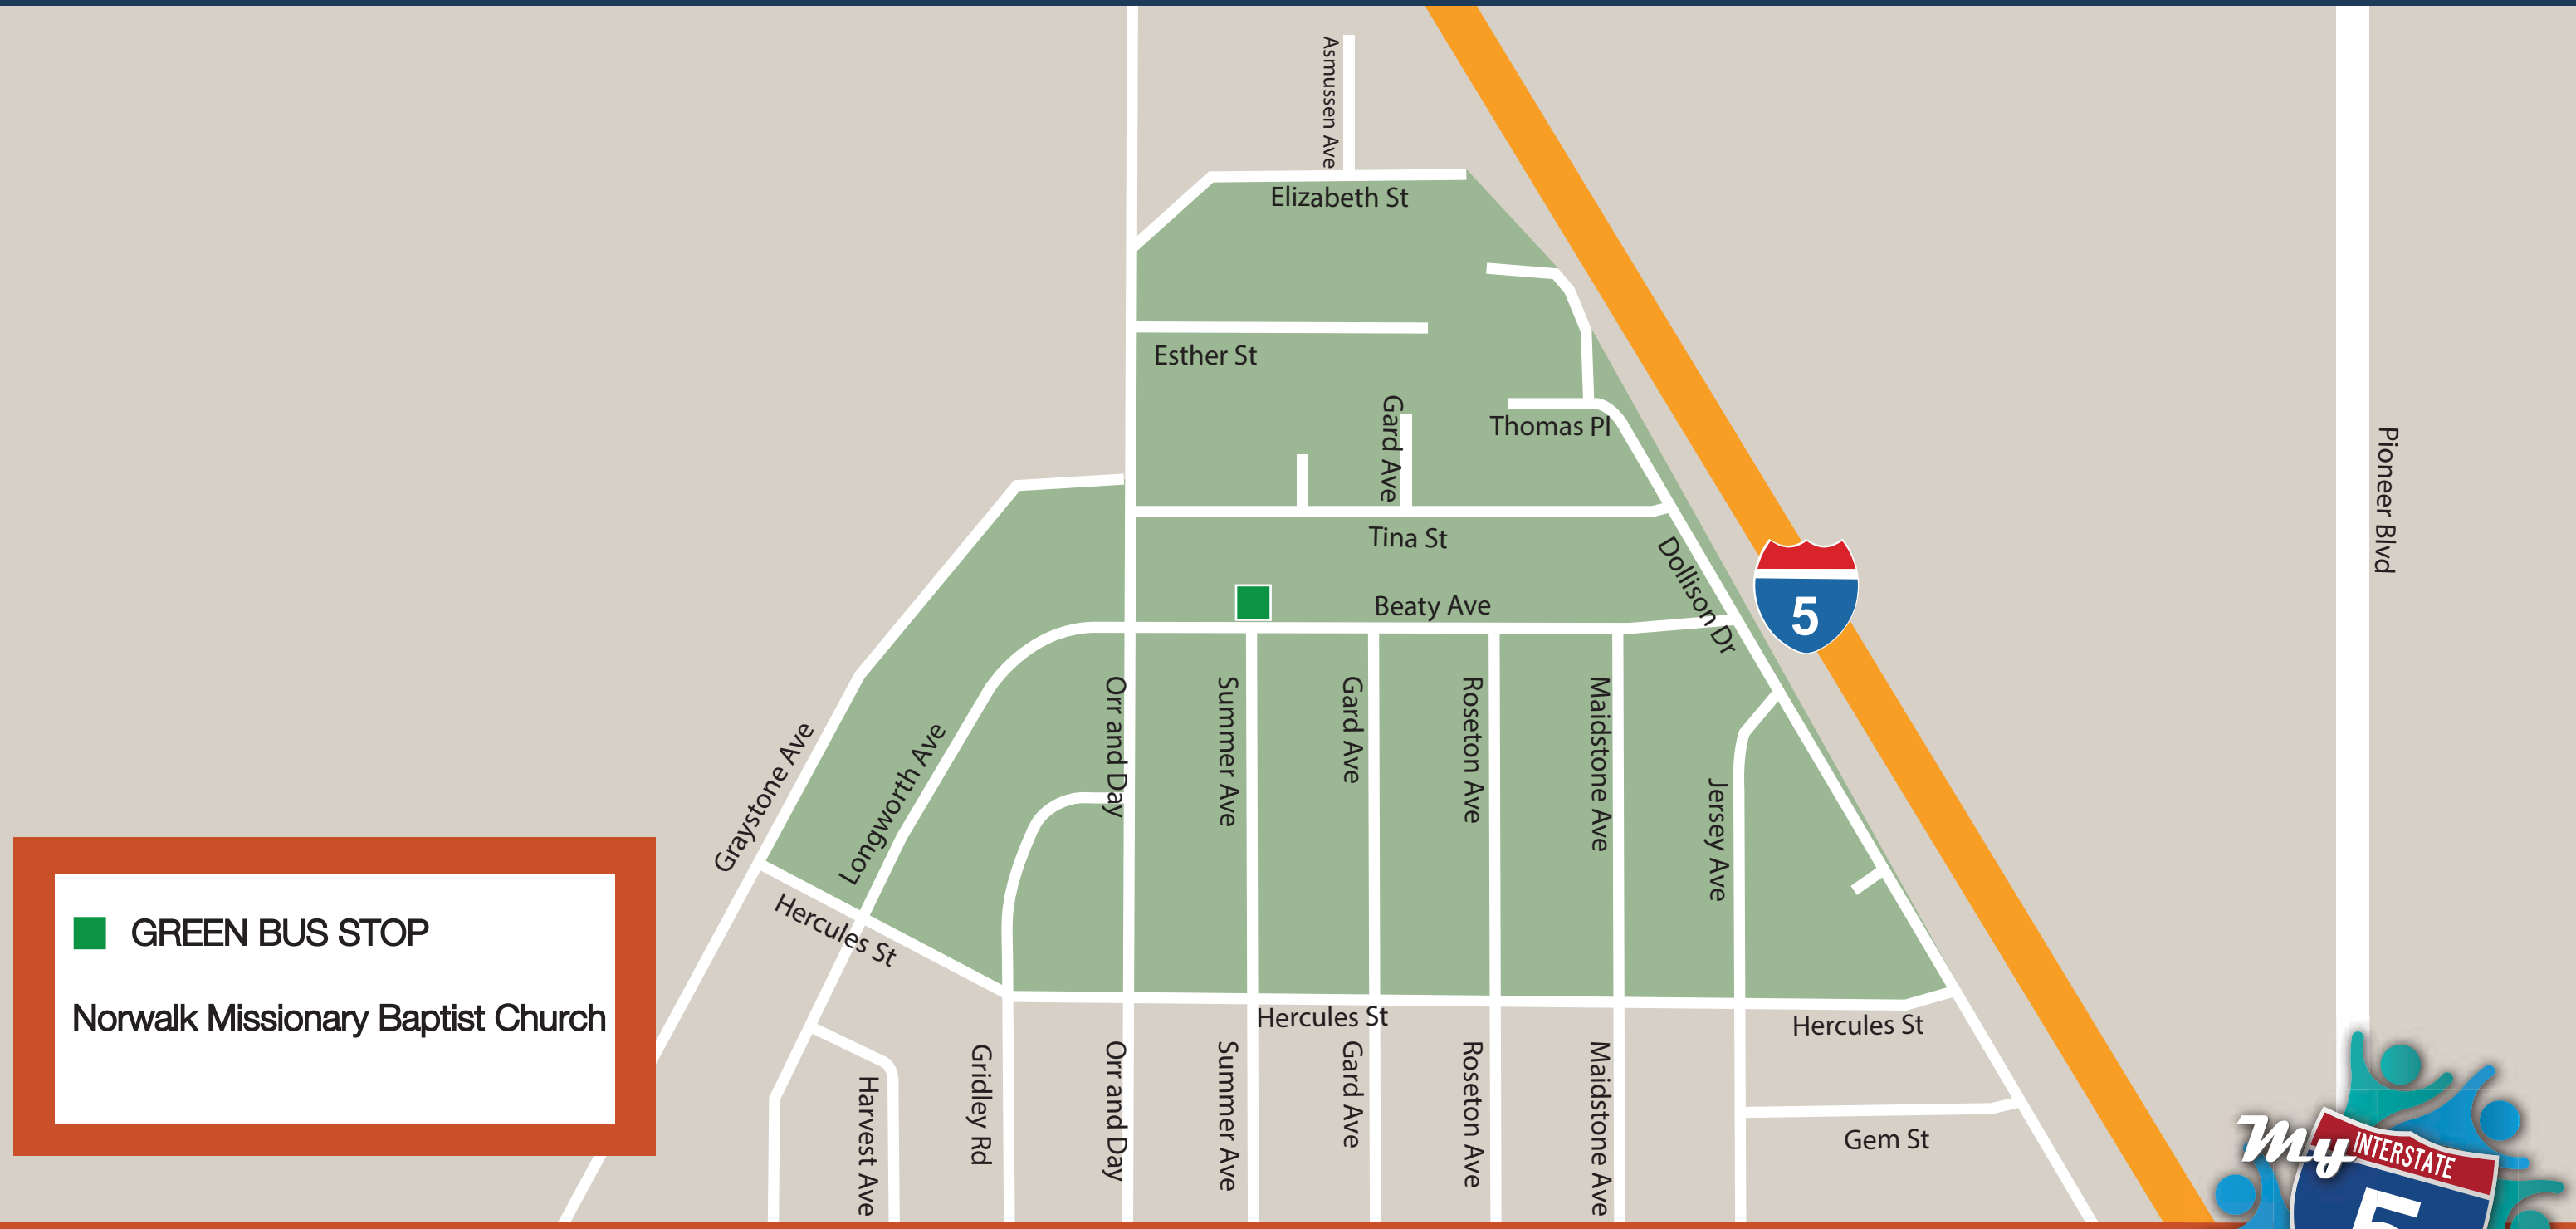 Asmussen Ave
Elizabeth St
Esther St
Gard Ave
Thomas Pl
Pioneer Blvd
Tina St
Dollison Dr
Beaty Ave
5
Graystone Ave
Longworth Ave
Orr and Day
Summer Ave
Gard Ave
Roseton Ave
Maidstone Ave
Jersey Ave
Hercules St
GREEN BUS STOP
Norwalk Missionary Baptist Church
Hercules St
Hercules St
Harvest Ave
Gridley Rd
Orr and Day
Summer Ave
Gard Ave
Roseton Ave
Maidstone Ave
Gem St
My
INTERSTATE
5